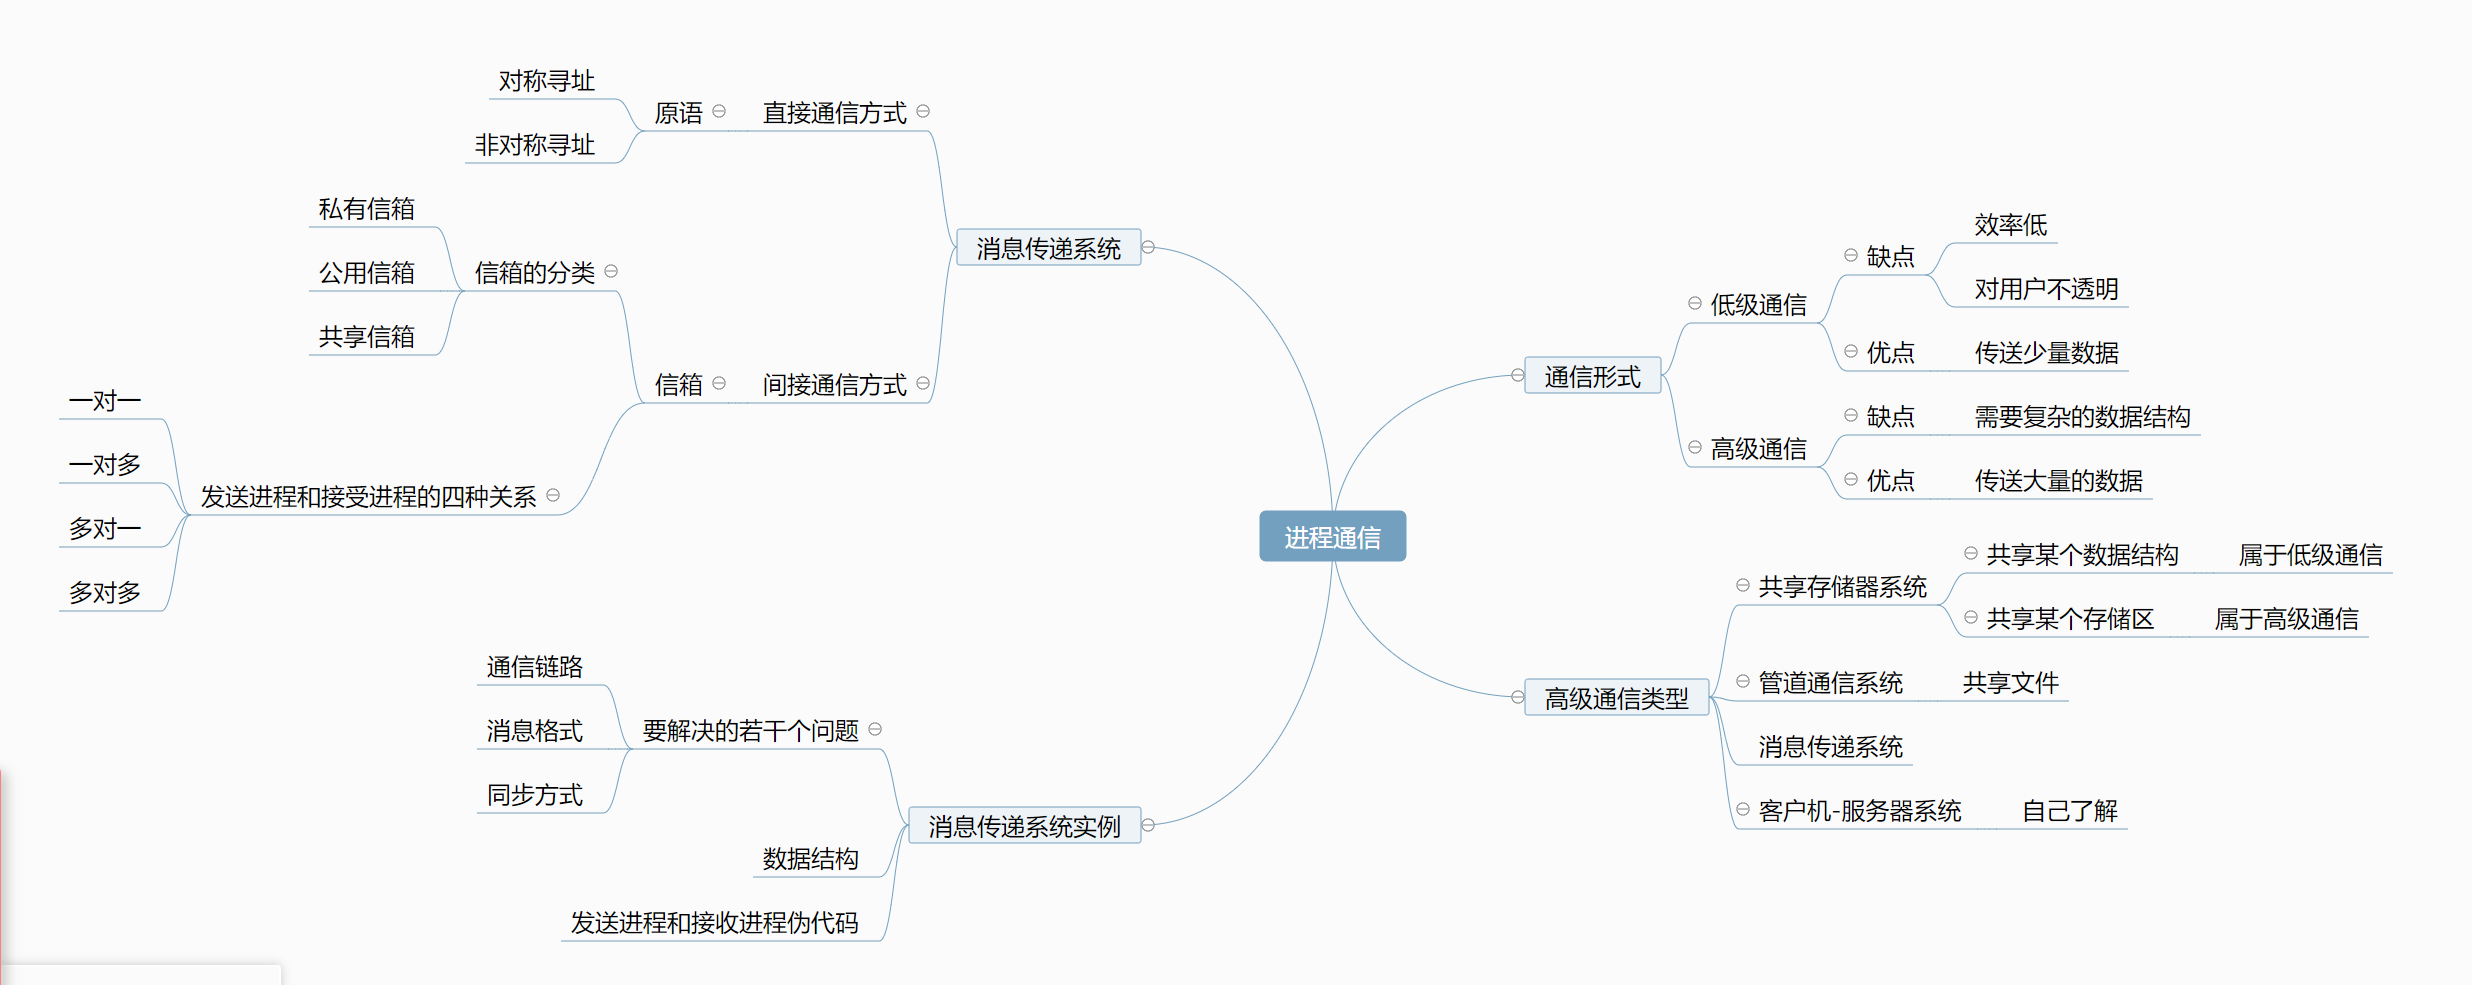 进程通信
通信形式
低级通信
缺点
效率低
对用户不透明
优点
传送少量数据
高级通信
缺点
需要复杂的数据结构
优点
传送大量的数据
高级通信类型
共享存储器系统
共享某个数据结构
属于低级通信
共享某个存储区
属于高级通信
管道通信系统
共享文件
消息传递系统
客户机-服务器系统
自己了解
消息传递系统
直接通信方式
原语
对称寻址
非对称寻址
间接通信方式
信箱
信箱的分类
私有信箱
公用信箱
共享信箱
发送进程和接受进程的四种关系
一对一
一对多
多对一
多对多
消息传递系统实例
要解决的若干个问题
通信链路
消息格式
同步方式
数据结构
发送进程和接收进程伪代码